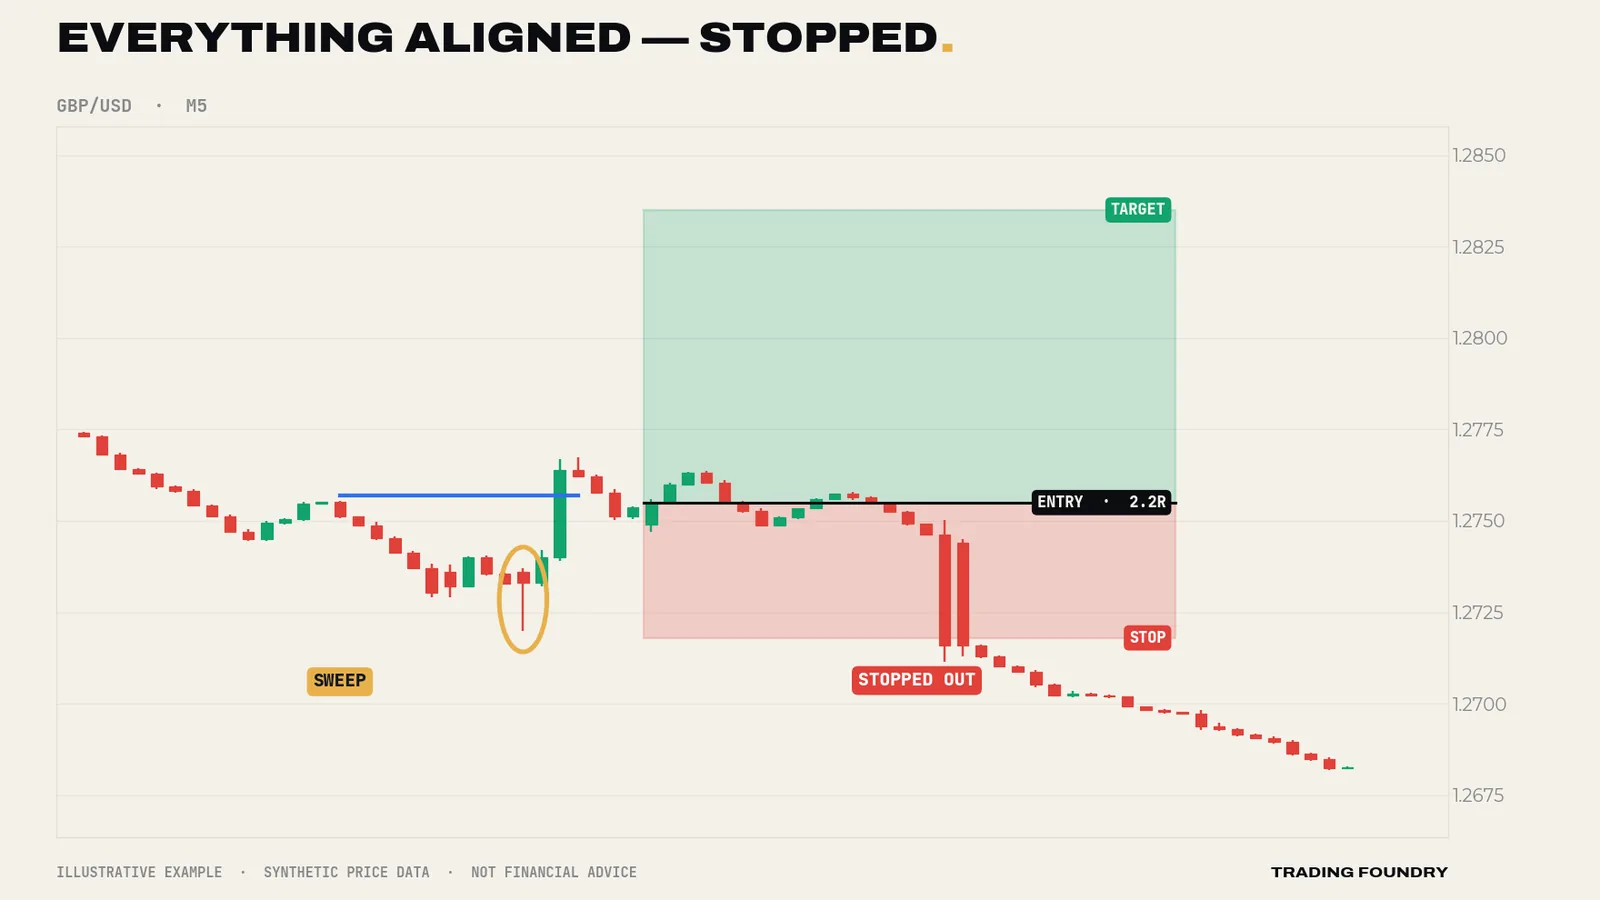 EVERYTHING ALIGNED — STOPPED.
GBP/USD · M5
1.2850
TARGET
1.2825
1.2800
1.2775
ENTRY · 2.2R
1.2750
1.2725
STOP
SWEEP
STOPPED OUT
1.2700
1.2675
ILLUSTRATIVE EXAMPLE · SYNTHETIC PRICE DATA · NOT FINANCIAL ADVICE
TRADING FOUNDRY